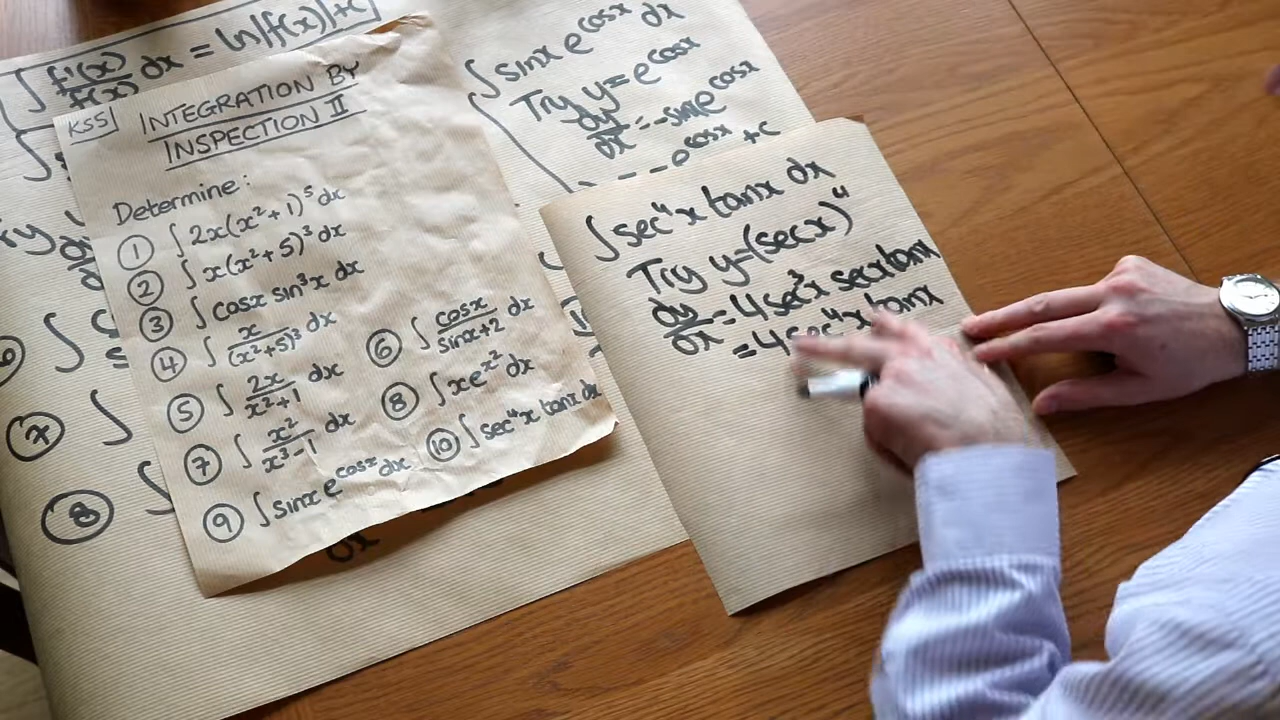 ∫ f'(x)/f(x) dx = ln|f(x)|+c
KS5
INTEGRATION BY
INSPECTION II
Determine:
① ∫ 2x(x²+1)⁵ dx
② ∫ x(x²+5)³ dx
③ ∫ cosx sin³x dx
④ ∫ x/(x²+5)³ dx
⑤ ∫ 2x/x²+1 dx
⑥ ∫ cosx/sinx+2 dx
⑦ ∫ x²/x³-1 dx
⑧ ∫ xe^x² dx
⑨ ∫ sinx e^cosx dx
⑩ ∫ sec⁴x tanx dx
∫ sinx e^cosx dx
Try y = e^cosx
dy/dx = -sinx e^cosx
e^cosx +c
∫ sec⁴x tanx dx
Try y=(secx)⁴
dy/dx = 4sec³x secxtanx
= 4sec⁴x tanx
⑦ ∫
⑧ ∫
dx